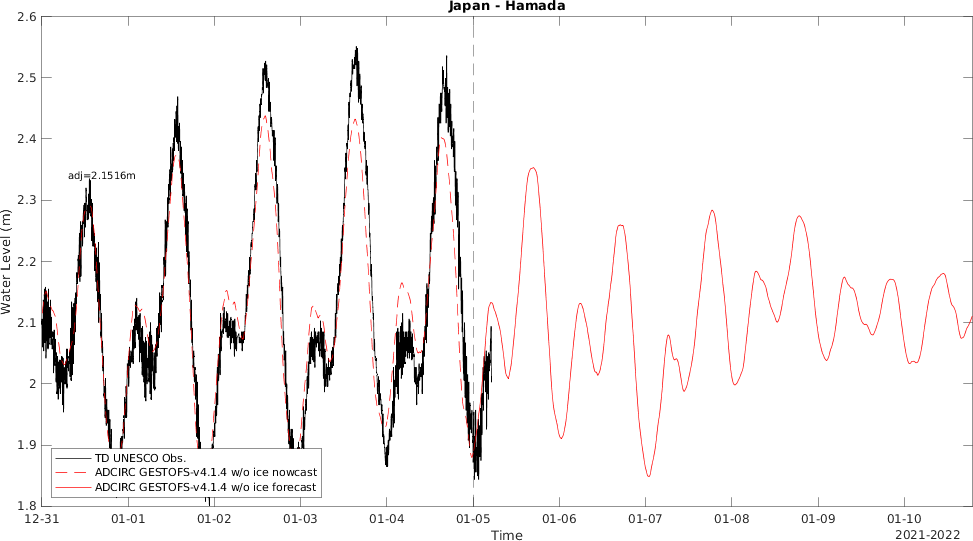 Japan - Hamada
2.6
2.5
2.4
2.3
2.2
2.1
2
1.9
1.8
Water Level (m)
adj=2.1516m
TD UNESCO Obs.
ADCIRC GESTOFS-v4.1.4 w/o ice nowcast
ADCIRC GESTOFS-v4.1.4 w/o ice forecast
12-31 01-01 01-02 01-03 01-04 01-05 01-06 01-07 01-08 01-09 01-10
Time
2021-2022